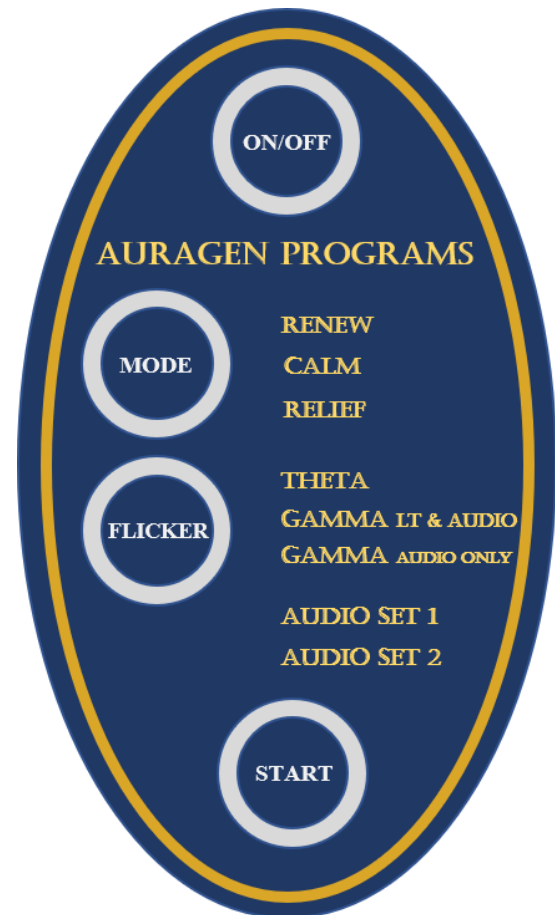 ON/OFF
AURAGEN PROGRAMS
MODE
RENEW
CALM
RELIEF
FLICKER
THETA
GAMMA LT & AUDIO
GAMMA AUDIO ONLY
AUDIO SET 1
AUDIO SET 2
START